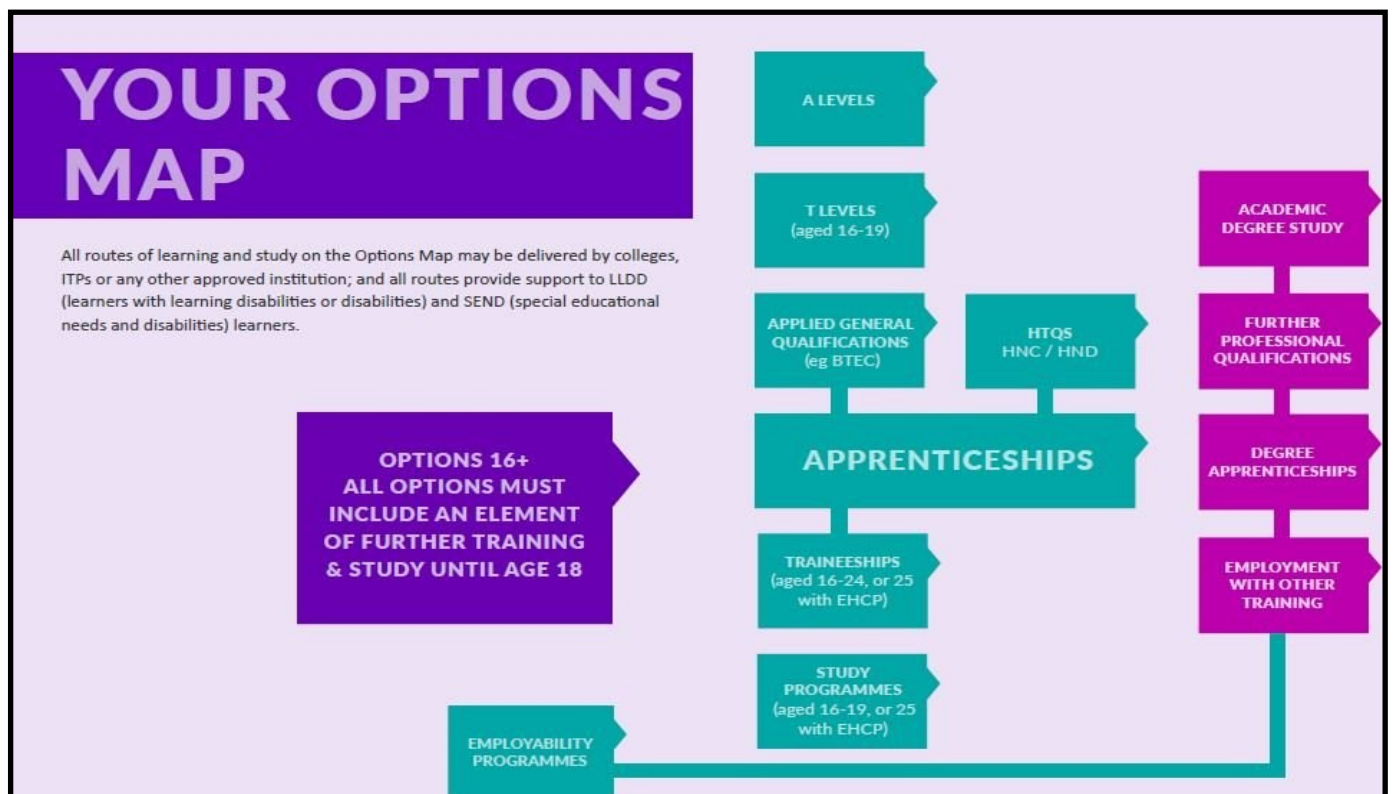 YOUR OPTIONS
MAP
All routes of learning and study on the Options Map may be delivered by colleges,
ITPs or any other approved institution; and all routes provide support to LLDD
(learners with learning disabilities or disabilities) and SEND (special educational
needs and disabilities) learners.
OPTIONS 16+
ALL OPTIONS MUST
INCLUDE AN ELEMENT
OF FURTHER TRAINING
& STUDY UNTIL AGE 18
EMPLOYABILITY
PROGRAMMES
A LEVELS
T LEVELS
(aged 16-19)
APPLIED GENERAL
QUALIFICATIONS
(eg BTEC)
HTQS
HNC / HND
APPRENTICESHIPS
TRAINEESHIPS
(aged 16-24, or 25
with EHCP)
STUDY
PROGRAMMES
(aged 16-19, or 25
with EHCP)
ACADEMIC
DEGREE STUDY
FURTHER
PROFESSIONAL
QUALIFICATIONS
DEGREE
APPRENTICESHIPS
EMPLOYMENT
WITH OTHER
TRAINING